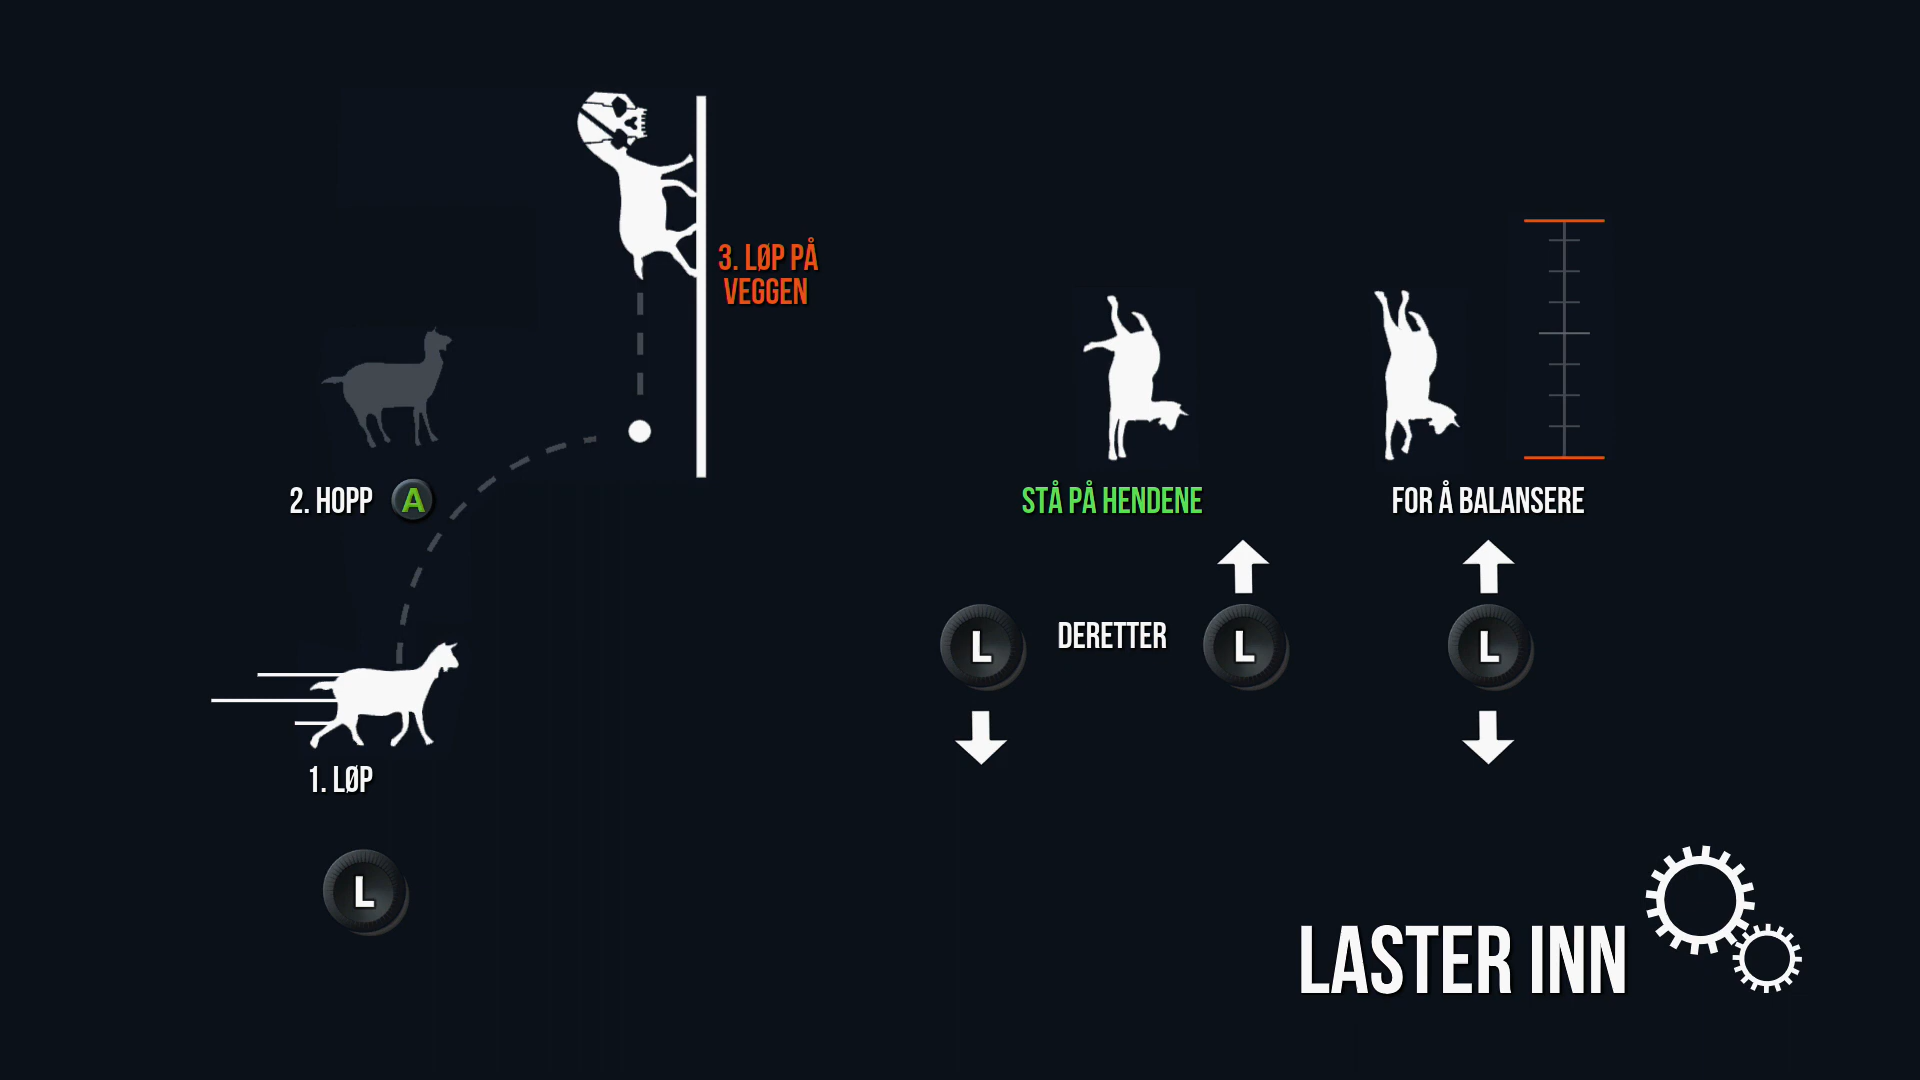 3. LØP PÅ
VEGGEN
2. HOPP A
1. LØP
L
STÅ PÅ HENDENE
L DERETTER L
FOR Å BALANSERE
L
LASTER INN